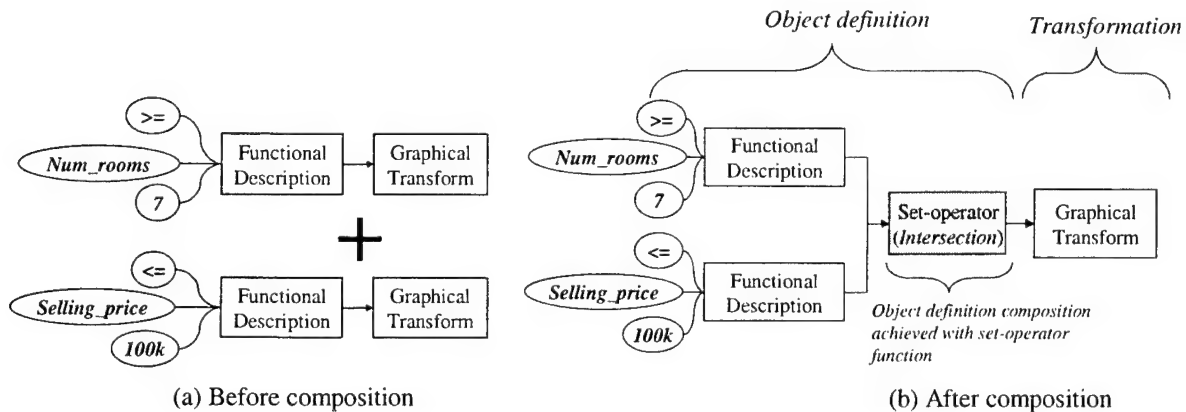 >=
Num_rooms
7
Functional
Description
Graphical
Transform
<=
Selling_price
100k
Functional
Description
Graphical
Transform
(a) Before composition
Object definition
Transformation
>=
Num_rooms
7
Functional
Description
<=
Selling_price
100k
Functional
Description
Set-operator
(Intersection)
Graphical
Transform
Object definition composition
achieved with set-operator
function
(b) After composition